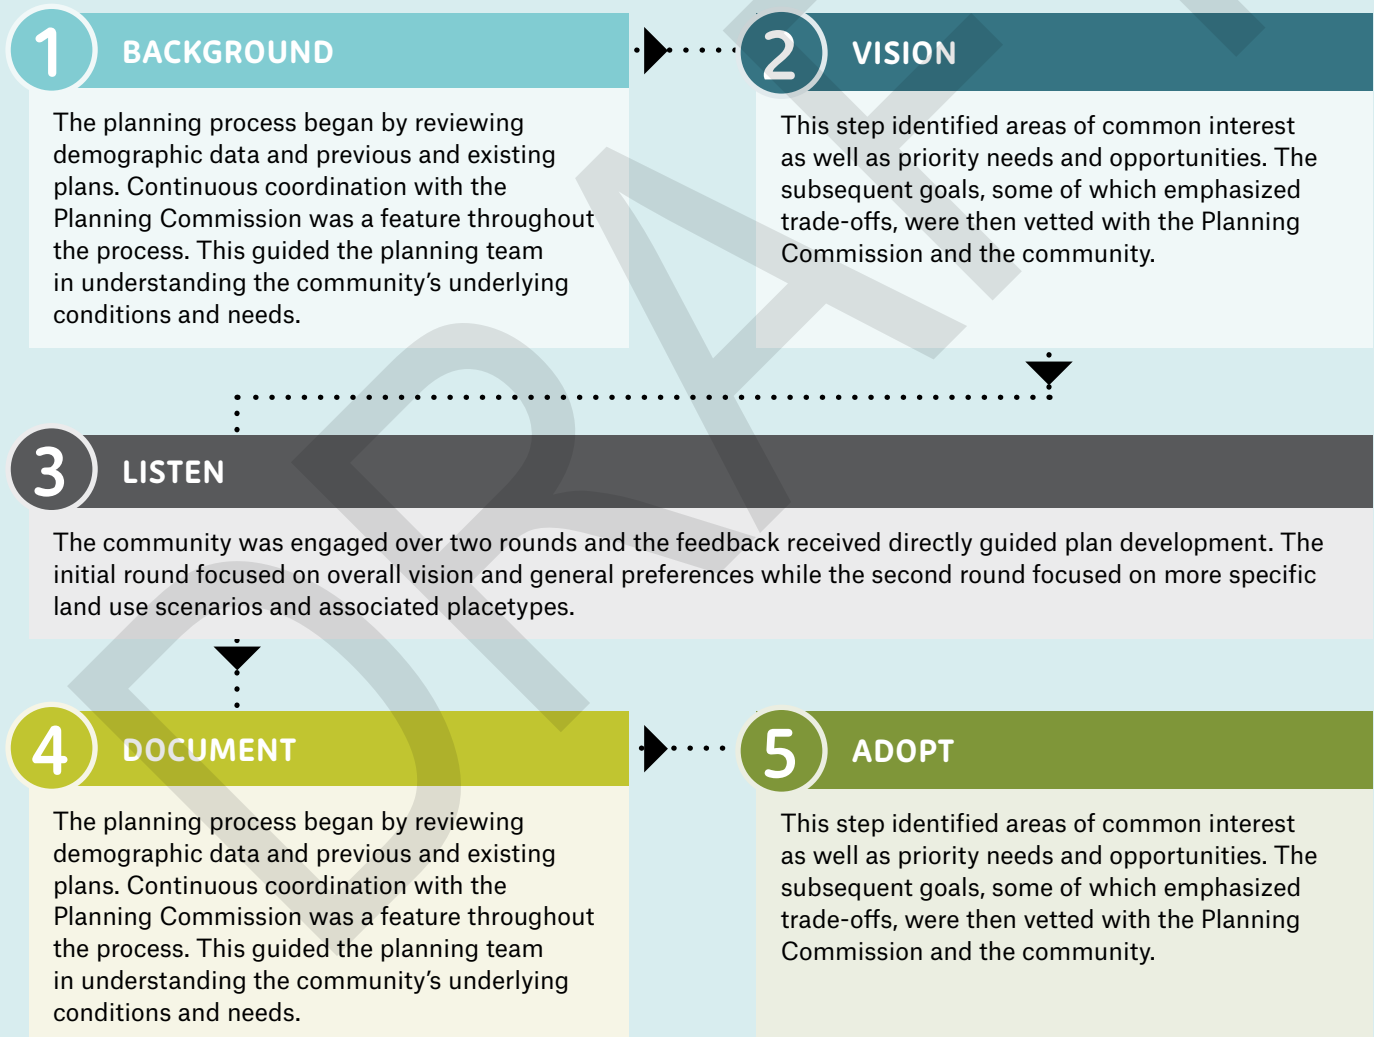 1 BACKGROUND
The planning process began by reviewing
demographic data and previous and existing
plans. Continuous coordination with the
Planning Commission was a feature throughout
the process. This guided the planning team
in understanding the community's underlying
conditions and needs.
2 VISION
This step identified areas of common interest
as well as priority needs and opportunities. The
subsequent goals, some of which emphasized
trade-offs, were then vetted with the Planning
Commission and the community.
3 LISTEN
The community was engaged over two rounds and the feedback received directly guided plan development. The
initial round focused on overall vision and general preferences while the second round focused on more specific
land use scenarios and associated placetypes.
4 DOCUMENT
The planning process began by reviewing
demographic data and previous and existing
plans. Continuous coordination with the
Planning Commission was a feature throughout
the process. This guided the planning team
in understanding the community's underlying
conditions and needs.
5 ADOPT
This step identified areas of common interest
as well as priority needs and opportunities. The
subsequent goals, some of which emphasized
trade-offs, were then vetted with the Planning
Commission and the community.
DRAFT